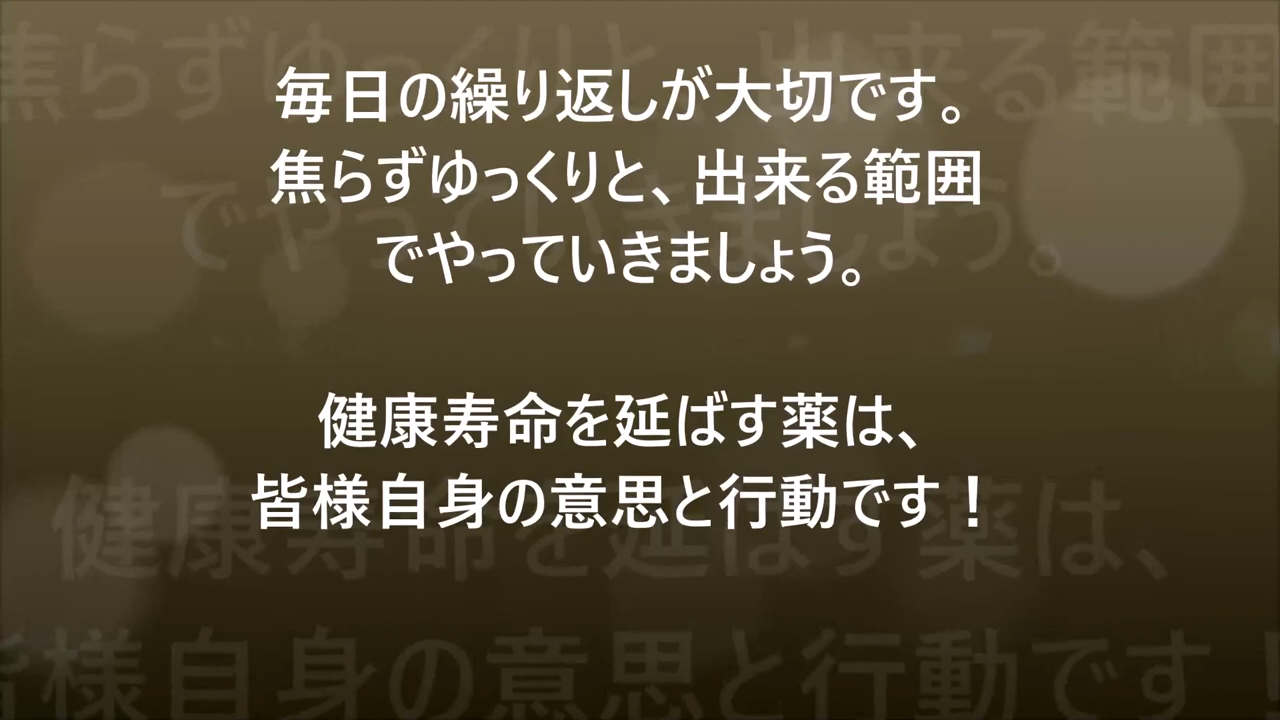 毎日の繰り返しが大切です。
焦らずゆっくりと、出来る範囲
でやっていきましょう。
健康寿命を延ばす薬は、
皆様自身の意思と行動です！